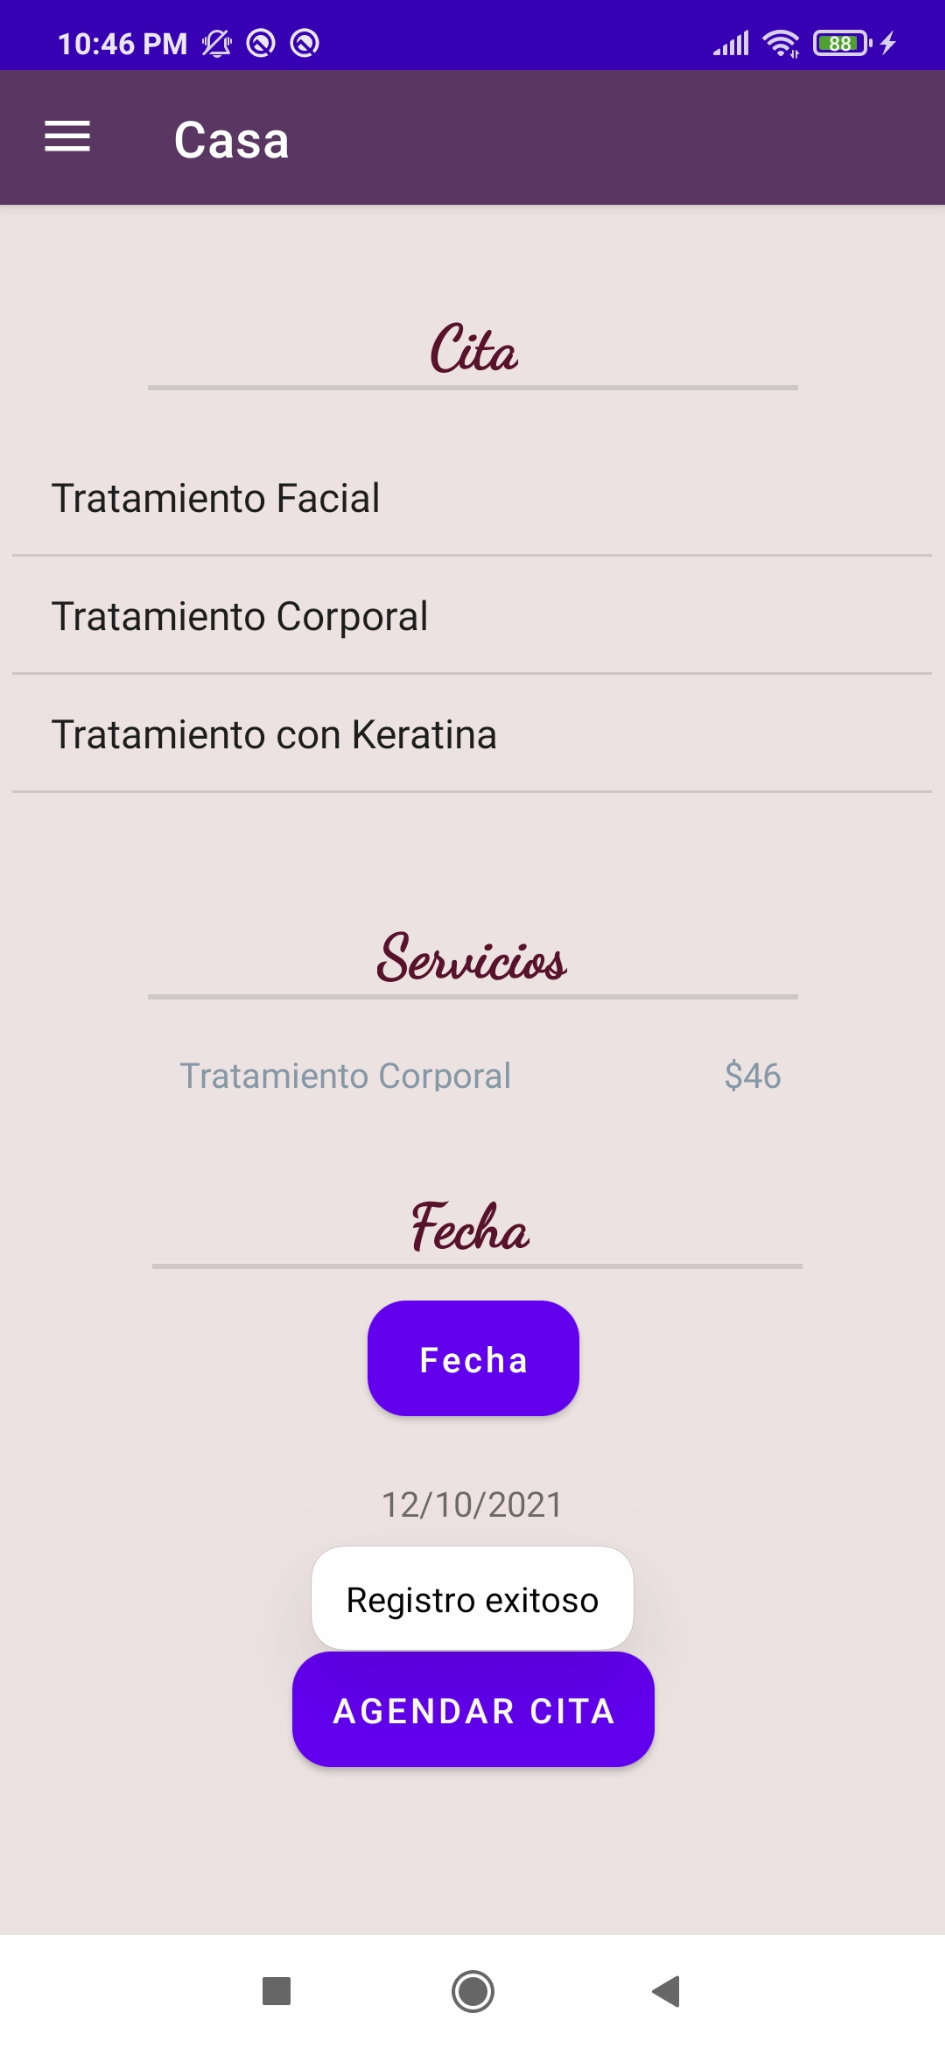 10:46 PM 88
Casa
Cita
Tratamiento Facial
Tratamiento Corporal
Tratamiento con Keratina
Servicios
Tratamiento Corporal $46
Fecha
Fecha
12/10/2021
Registro exitoso
AGENDAR CITA